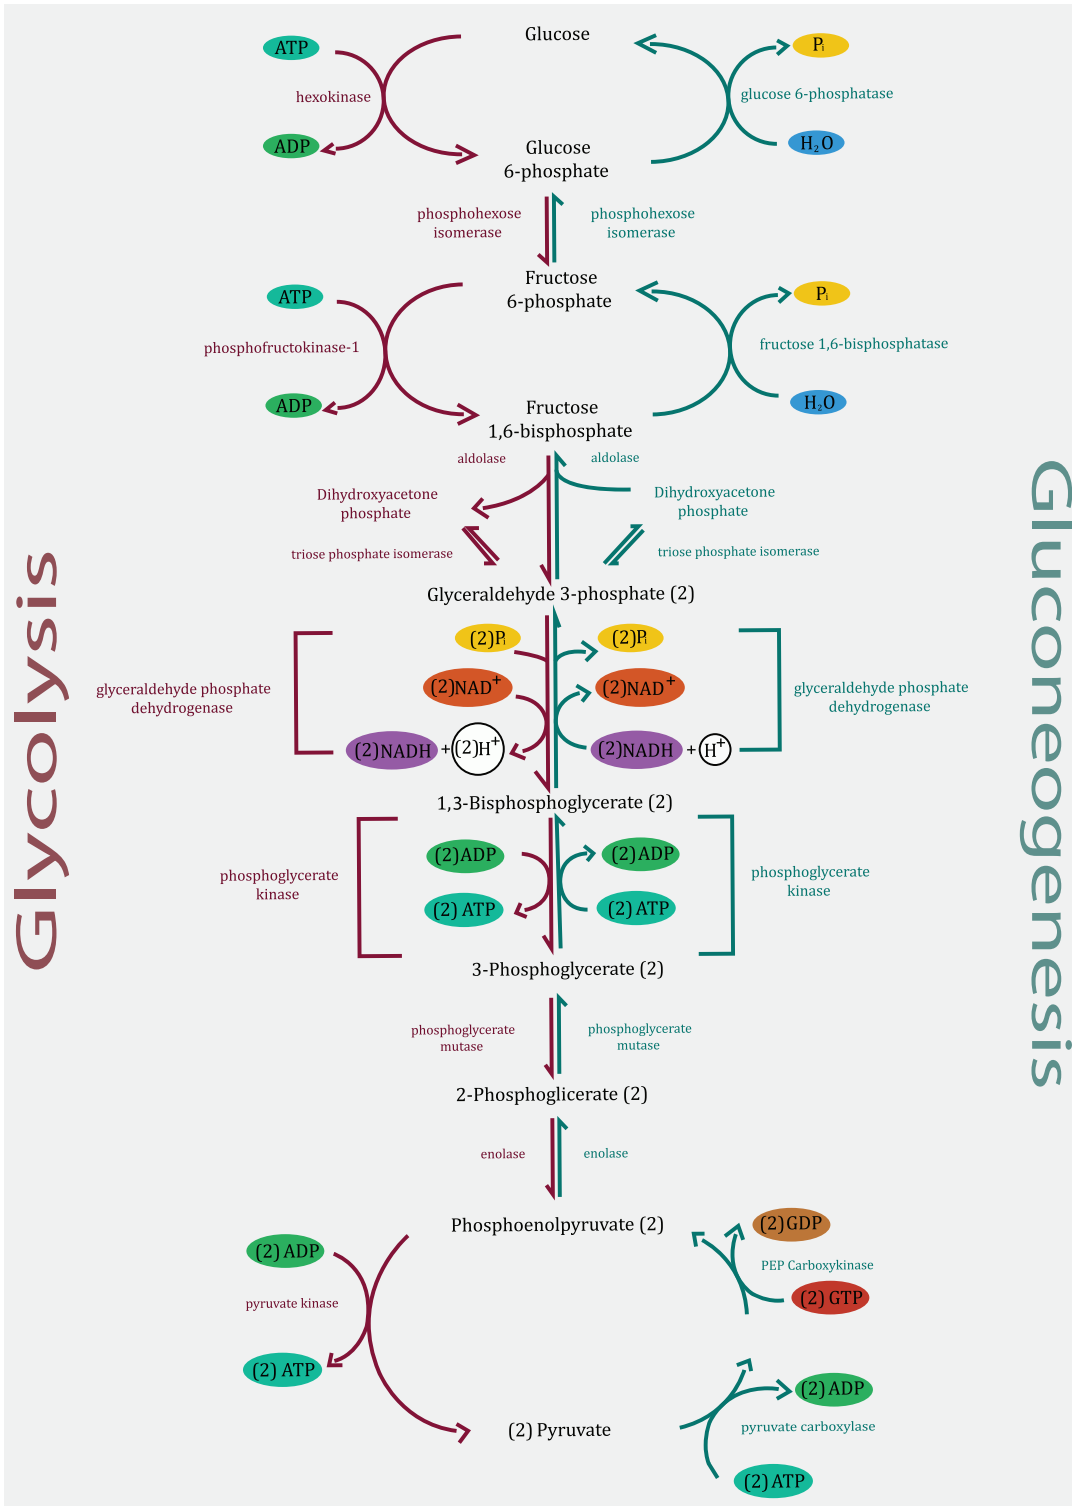 Glucose
ATP
Pi
hexokinase
glucose 6-phosphatase
ADP
H₂O
Glucose
6-phosphate
phosphohexose
isomerase
phosphohexose
isomerase
Fructose
6-phosphate
ATP
Pi
phosphofructokinase-1
fructose 1,6-bisphosphatase
ADP
H₂O
Fructose
1,6-bisphosphate
aldolase
aldolase
Dihydroxyacetone
phosphate
Dihydroxyacetone
phosphate
triose phosphate isomerase
triose phosphate isomerase
Glyceraldehyde 3-phosphate (2)
(2)Pi
(2)Pi
(2)NAD⁺
(2)NAD⁺
glyceraldehyde phosphate
dehydrogenase
glyceraldehyde phosphate
dehydrogenase
(2)NADH + (2)H⁺
(2)NADH + H⁺
1,3-Bisphosphoglycerate (2)
(2)ADP
(2)ADP
phosphoglycerate
kinase
phosphoglycerate
kinase
(2) ATP
(2) ATP
3-Phosphoglycerate (2)
phosphoglycerate
mutase
phosphoglycerate
mutase
2-Phosphoglicerate (2)
enolase
enolase
Phosphoenolpyruvate (2)
(2)GDP
(2) ADP
PEP Carboxykinase
pyruvate kinase
(2) GTP
(2) ATP
(2) ADP
(2) Pyruvate
pyruvate carboxylase
(2) ATP
Glycolysis
Gluconeogenesis